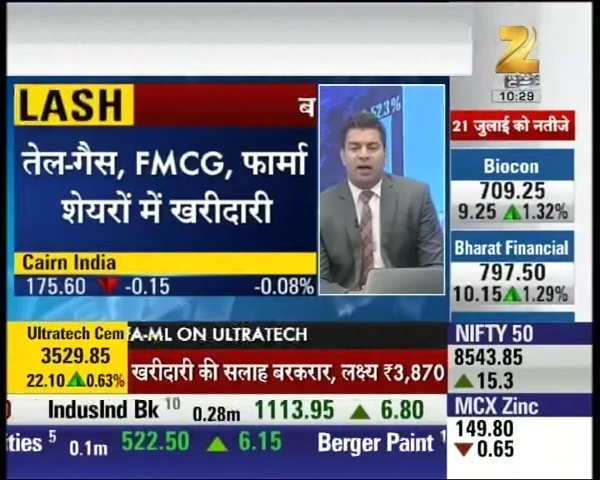 10:29
LASH
ब
52.3%
तेल-गैस, FMCG, फार्मा
शेयरों में खरीदारी
Cairn India
175.60 -0.15 -0.08%
21 जुलाई को नतीजे
Biocon
709.25
9.25 1.32%
Bharat Financial
797.50
10.15 1.29%
Ultratech Cem
3529.85
22.10 0.63%
A-ML ON ULTRATECH
खरीदारी की सलाह बरकरार, लक्ष्य ₹3,870
NIFTY 50
8543.85
15.3
MCX Zinc
149.80
0.65
IndusInd Bk 10 0.28m 1113.95 6.80
ties 5 0.1m 522.50 6.15 Berger Paint